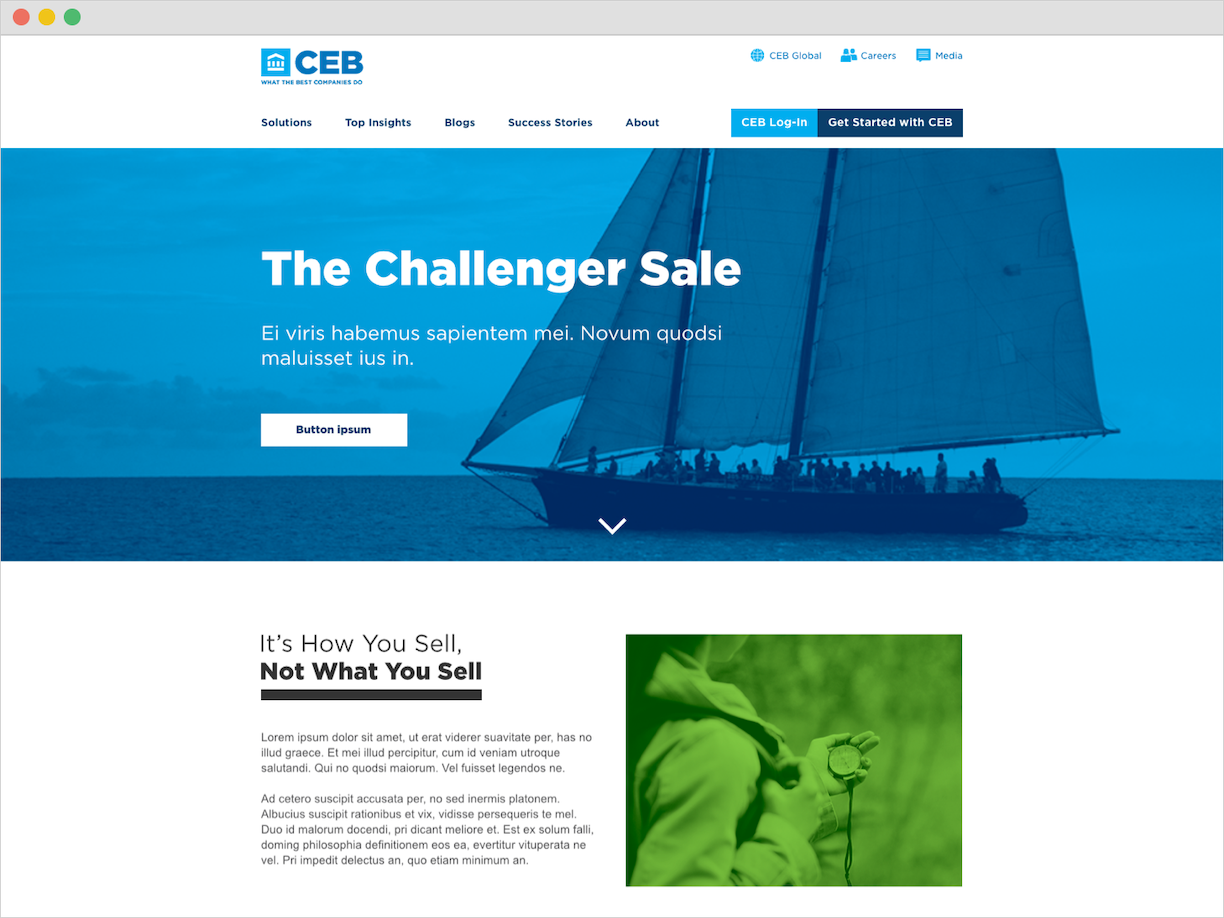 CEB
WHAT THE BEST COMPANIES DO
CEB Global
Careers
Media
Solutions
Top Insights
Blogs
Success Stories
About
CEB Log-In
Get Started with CEB
The Challenger Sale
Ei viris habemus sapientem mei. Novum quodsi
maluisset ius in.
Button ipsum
It’s How You Sell,
Not What You Sell
Lorem ipsum dolor sit amet, ut erat viderer suavitate per, has no
illud graece. Et mei illud percipitur, cum id veniam utroque
salutandi. Qui no quodsi maiorum. Vel fuisset legendos ne.
Ad cetero suscipit accusata per, no sed inermis platonem.
Albucius suscipit rationibus et vix, vidisse persequeris te mel.
Duo id malorum docendi, pri dicant meliore et. Est ex solum falli,
doming philosophia definitionem eos ea, evertitur vituperata ne
vel. Pri impedit delectus an, quo etiam minimum an.